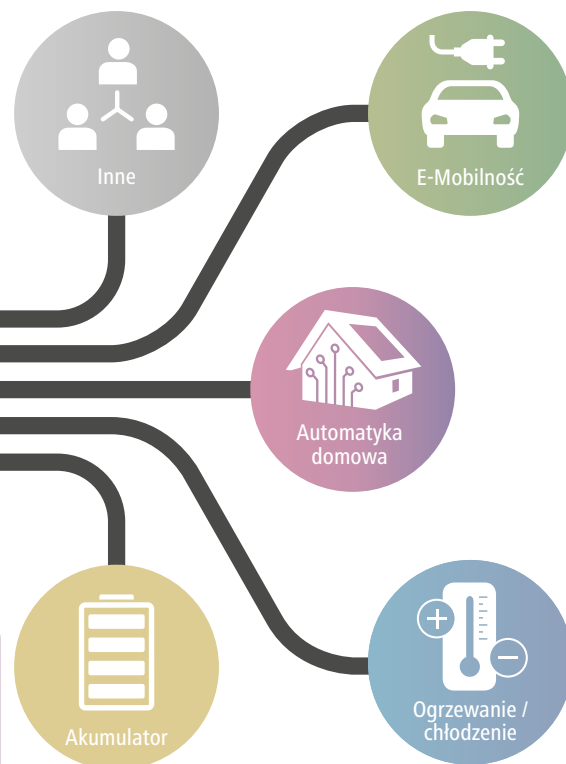 Inne
E-Mobilność
Automatyka
domowa
Akumulator
Ogrzewanie /
chłodzenie